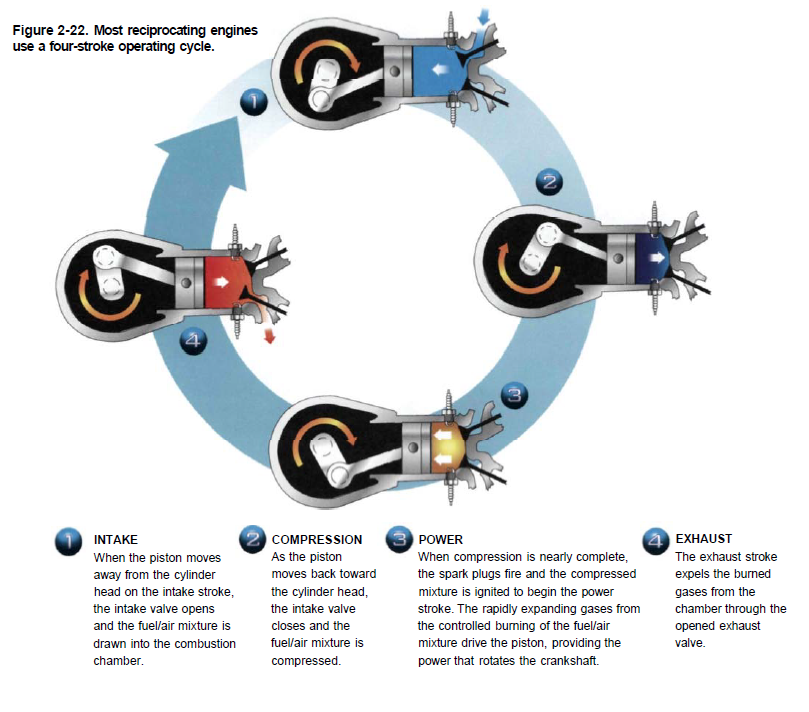 Figure 2-22. Most reciprocating engines
use a four-stroke operating cycle.
1
2
3
4
1 INTAKE
When the piston moves
away from the cylinder
head on the intake stroke,
the intake valve opens
and the fuel/air mixture is
drawn into the combustion
chamber.
2 COMPRESSION
As the piston
moves back toward
the cylinder head,
the intake valve
closes and the
fuel/air mixture is
compressed.
3 POWER
When compression is nearly complete,
the spark plugs fire and the compressed
mixture is ignited to begin the power
stroke. The rapidly expanding gases from
the controlled burning of the fuel/air
mixture drive the piston, providing the
power that rotates the crankshaft.
4 EXHAUST
The exhaust stroke
expels the burned
gases from the
chamber through the
opened exhaust
valve.